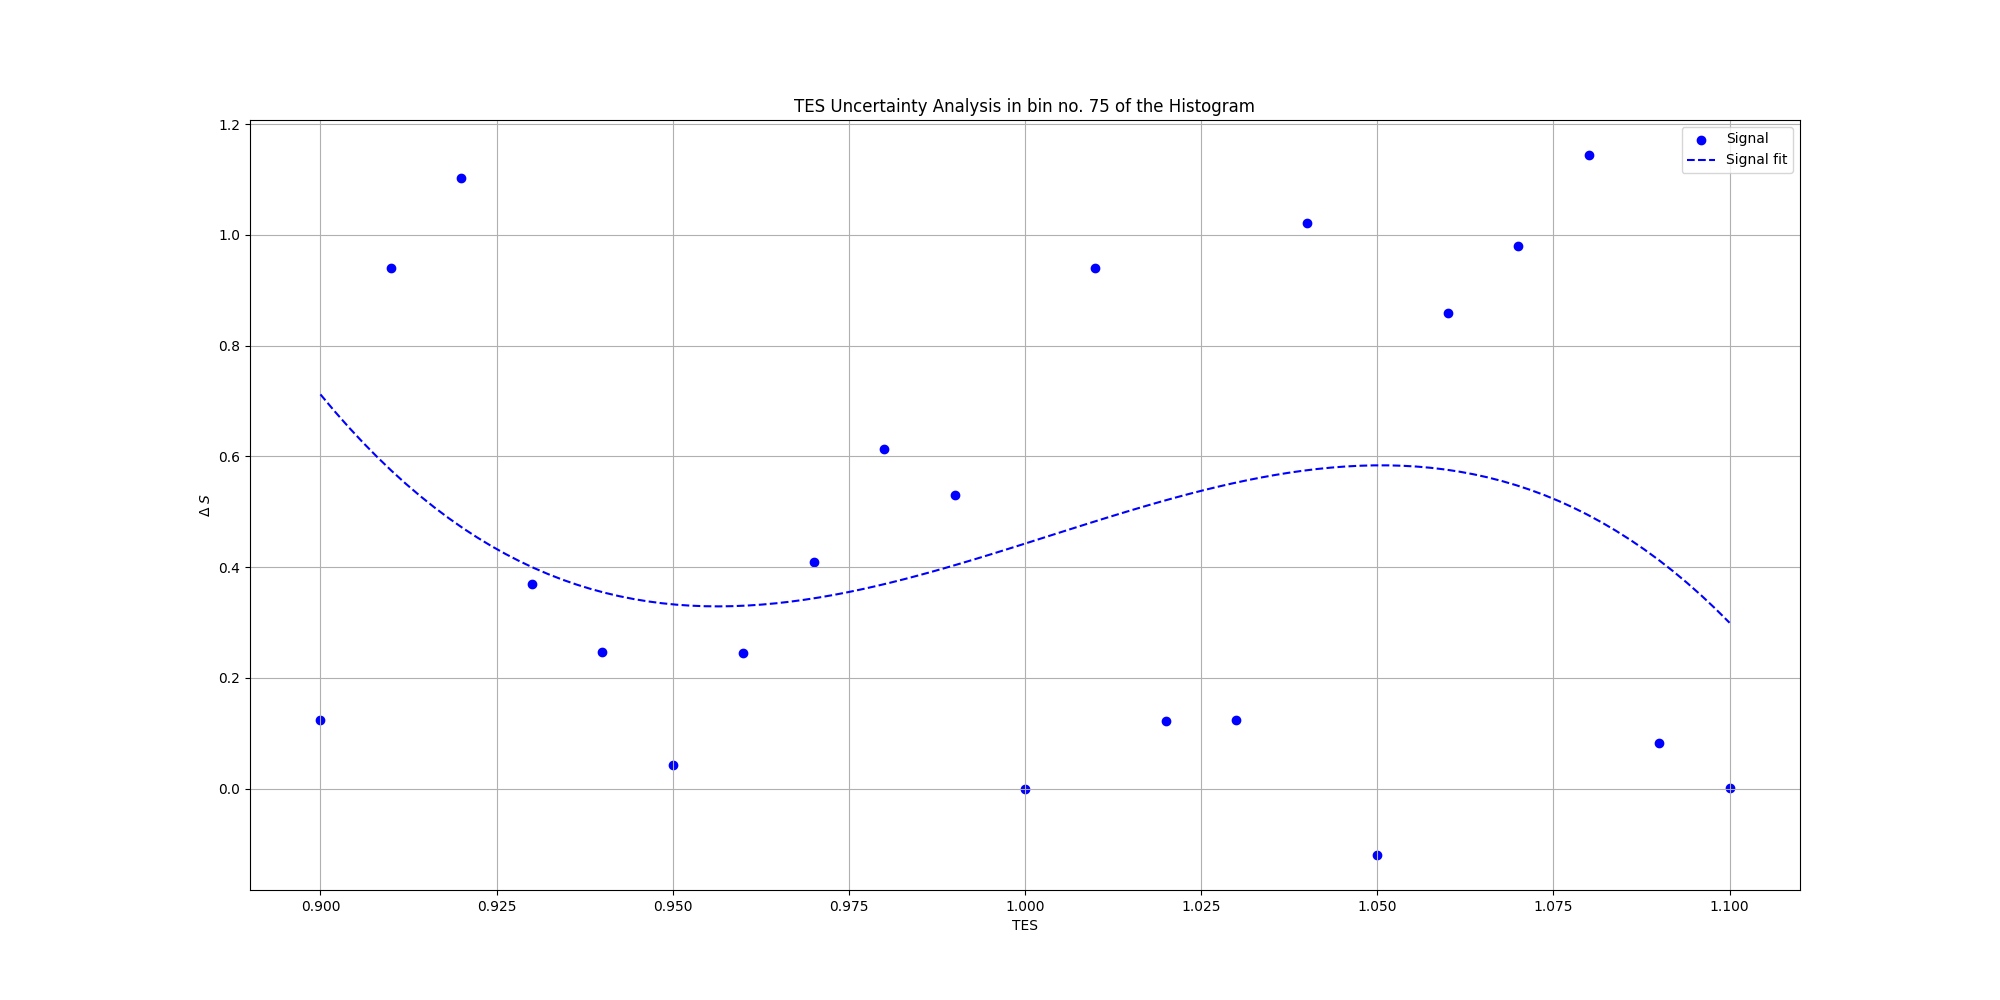 TES Uncertainty Analysis in bin no. 75 of the Histogram
Signal
Signal fit
1.2
1.0
0.8
0.6
0.4
0.2
0.0
Δ S
0.900 0.925 0.950 0.975 1.000 1.025 1.050 1.075 1.100
TES